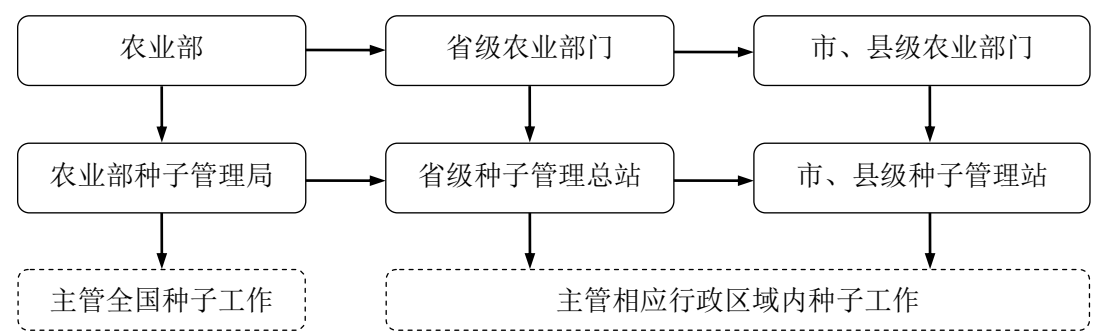 农业部
省级农业部门
市、县级农业部门
农业部种子管理局
省级种子管理总站
市、县级种子管理站
主管全国种子工作
主管相应行政区域内种子工作